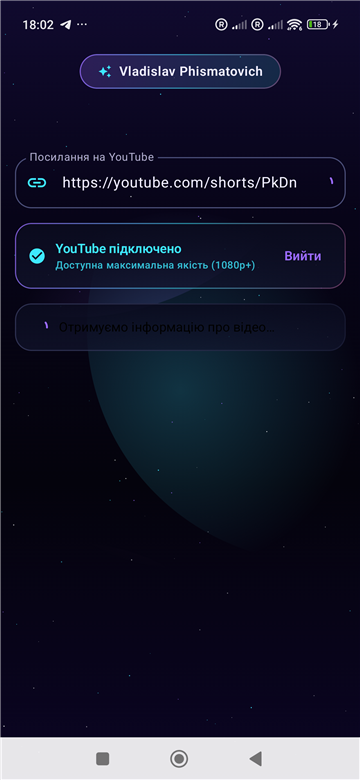 18:02
18
Vladislav Phismatovich
Посилання на YouTube
https://youtube.com/shorts/PkDn
YouTube підключено
Доступна максимальна якість (1080p+)
Вийти
Отримуємо інформацію про відео...